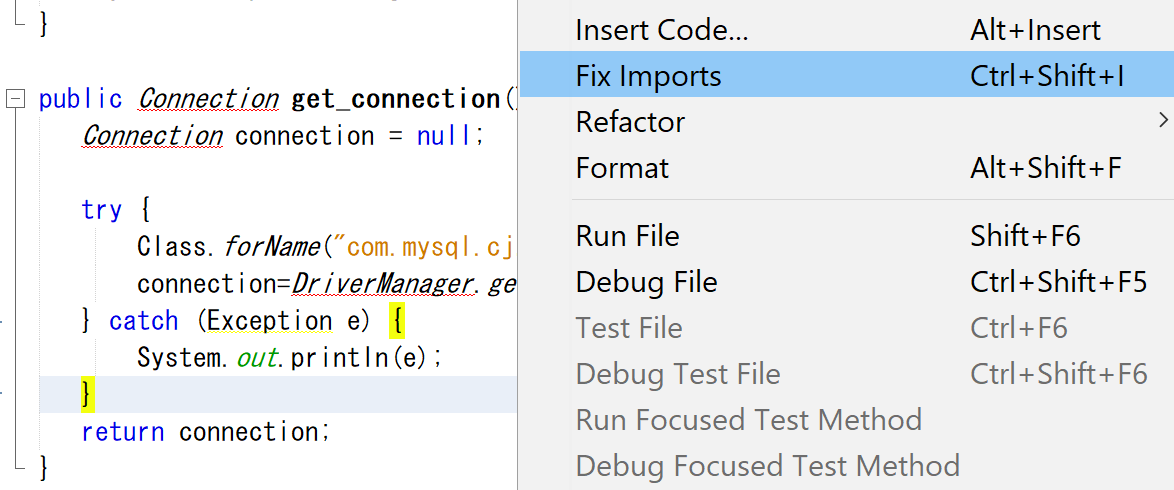 }
public Connection get_connection()
Connection connection = null;
try {
Class.forName("com.mysql.cj
connection=DriverManager.ge
} catch (Exception e) {
System.out.println(e);
}
return connection;
}
Insert Code... Alt+Insert
Fix Imports Ctrl+Shift+I
Refactor
Format Alt+Shift+F
Run File Shift+F6
Debug File Ctrl+Shift+F5
Test File Ctrl+F6
Debug Test File Ctrl+Shift+F6
Run Focused Test Method
Debug Focused Test Method